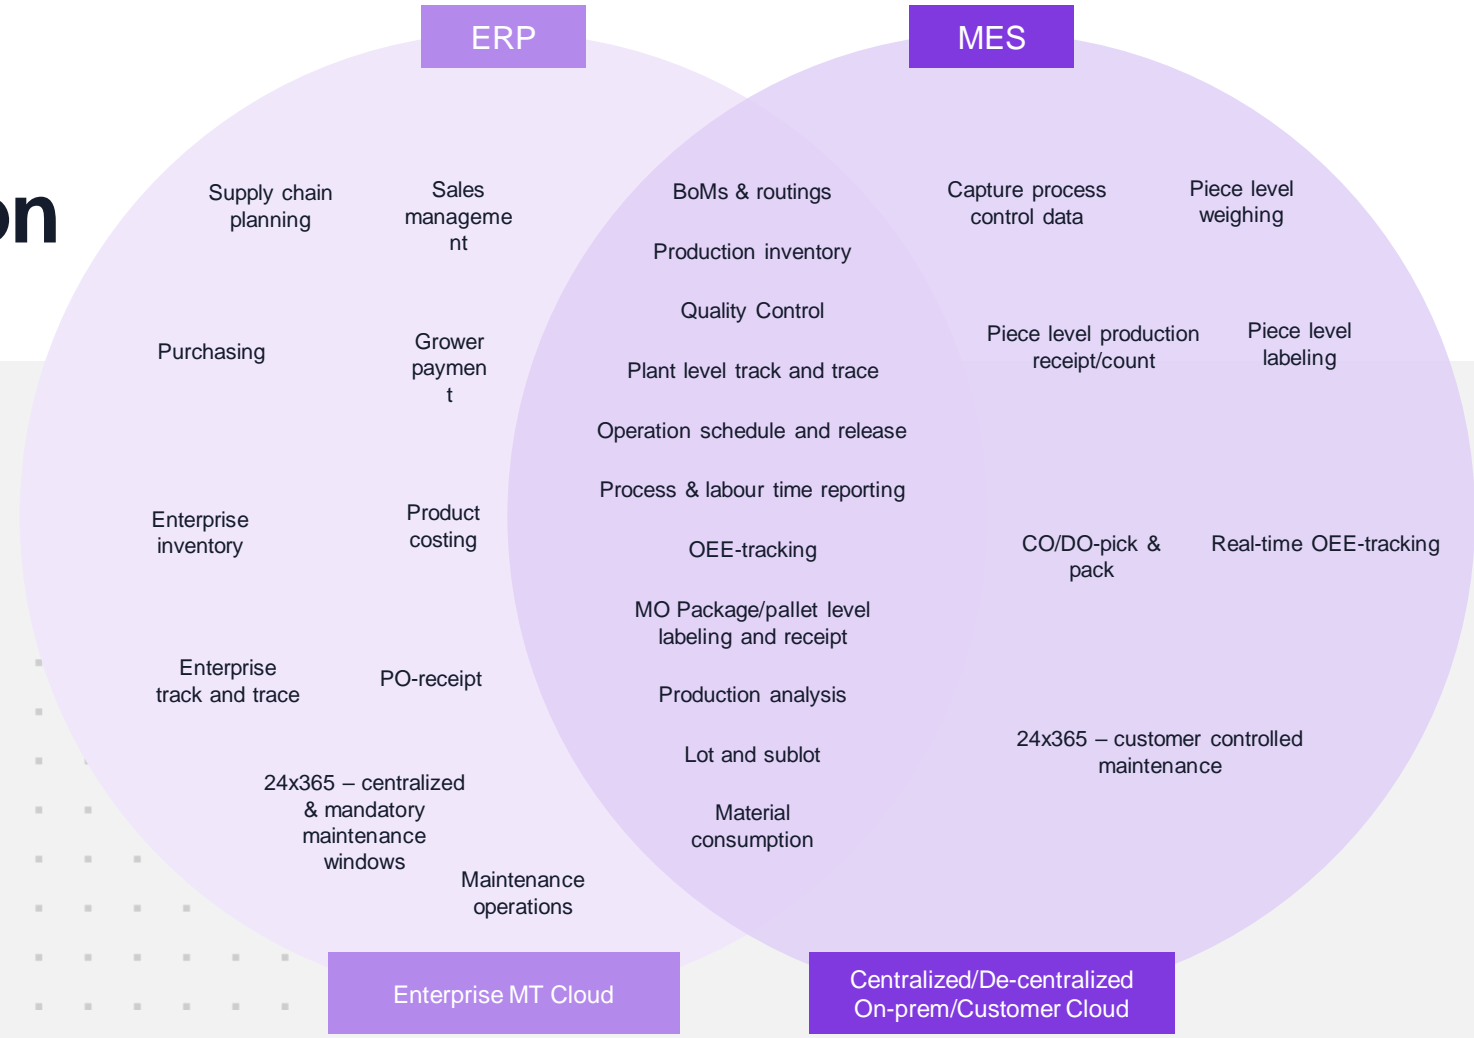 ERP
MES
on
Supply chain
planning
Sales
manageme
nt
Purchasing
Grower
paymen
t
Enterprise
inventory
Product
costing
Enterprise
track and trace
PO-receipt
24x365 – centralized
& mandatory
maintenance
windows
Maintenance
operations
BoMs & routings
Production inventory
Quality Control
Plant level track and trace
Operation schedule and release
Process & labour time reporting
OEE-tracking
MO Package/pallet level
labeling and receipt
Production analysis
Lot and sublot
Material
consumption
Capture process
control data
Piece level
weighing
Piece level production
receipt/count
Piece level
labeling
CO/DO-pick &
pack
Real-time OEE-tracking
24x365 – customer controlled
maintenance
Enterprise MT Cloud
Centralized/De-centralized
On-prem/Customer Cloud